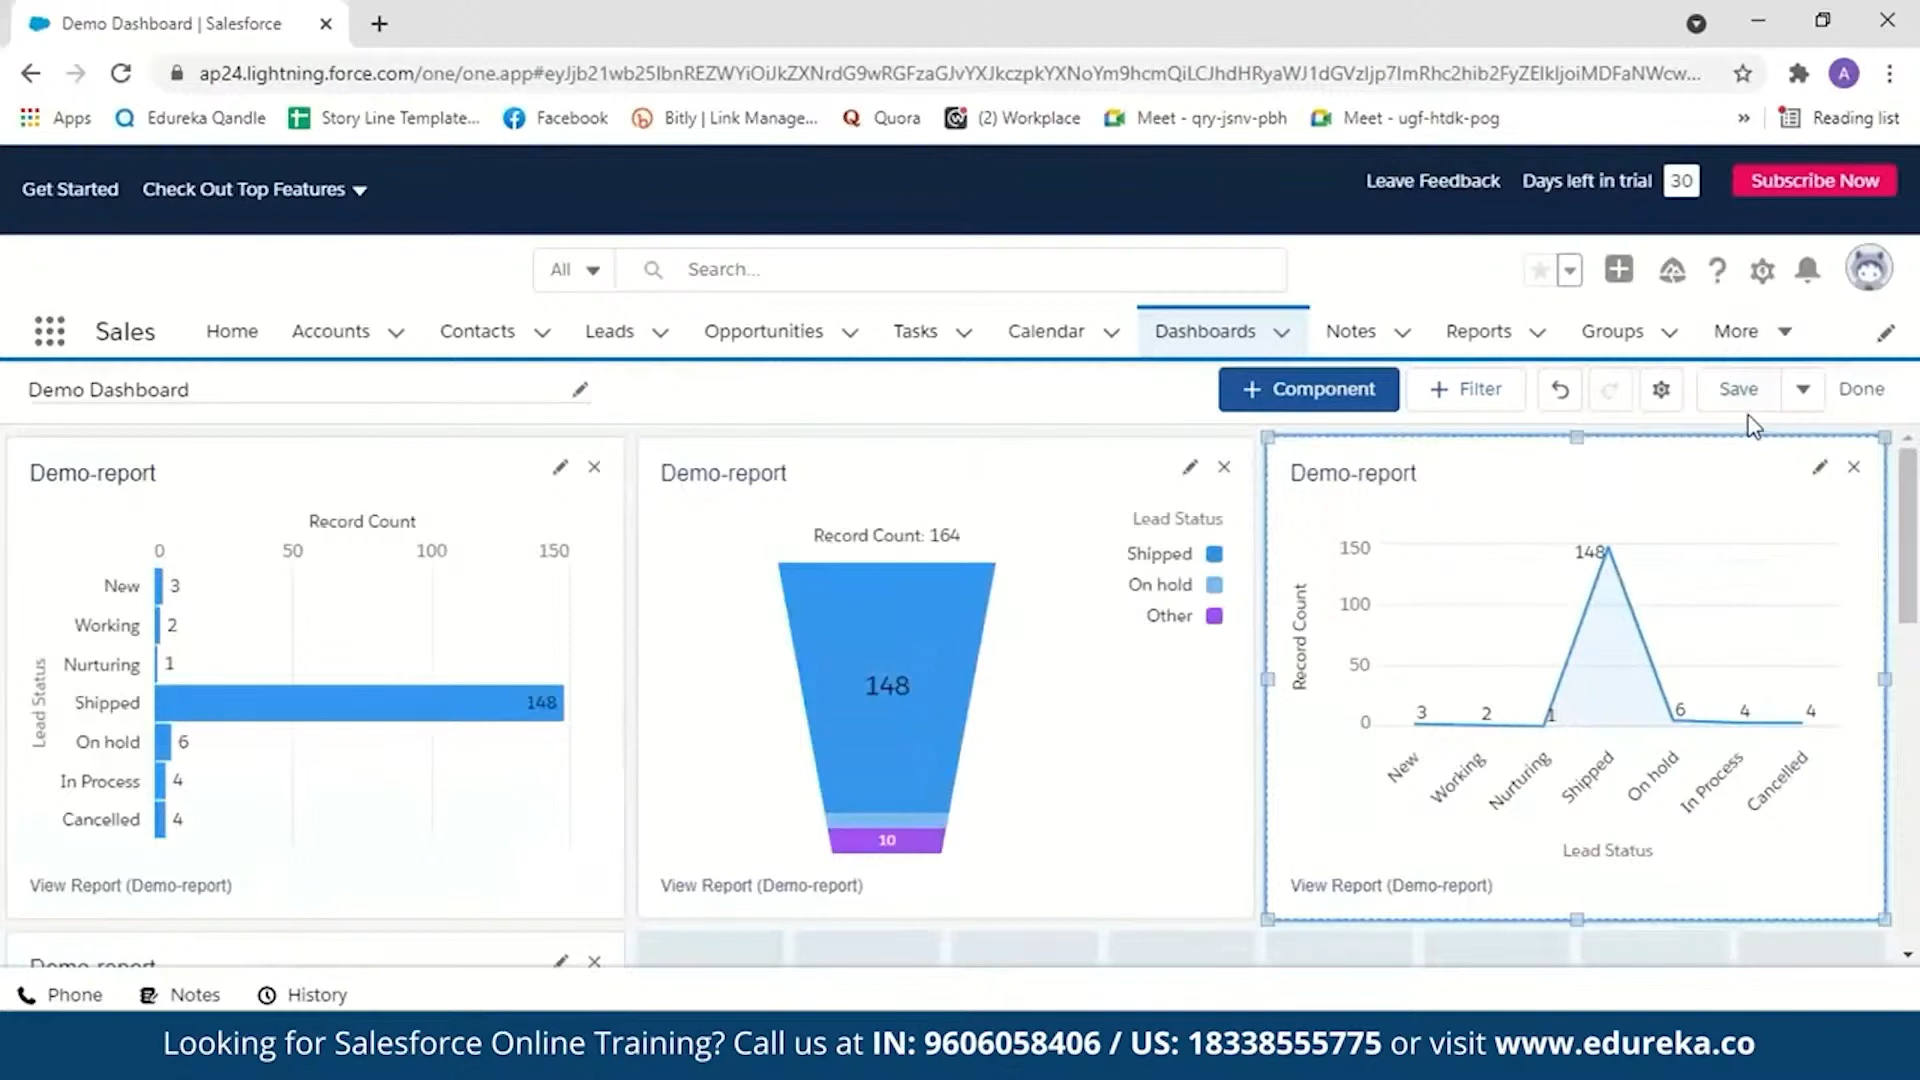 Demo Dashboard | Salesforce
ap24.lightning.force.com/one/one.app#eyJjb21wb25lbnREZWYiOiJkZXNrdG9wRGFzaGJvYXJkczpkYXNoYm9hcmQiLCJhdHRyaWJ1dGVzIjp7ImRhc2hib2FyZElkIjoiMDFaNWcw...
A
Apps Edureka Qandle Story Line Template... Facebook Bitly | Link Manage... Quora (2) Workplace Meet - qry-jsnv-pbh Meet - ugf-htdk-pog » Reading list
Get Started Check Out Top Features Leave Feedback Days left in trial 30 Subscribe Now
All Search...
Sales Home Accounts Contacts Leads Opportunities Tasks Calendar Dashboards Notes Reports Groups More
Demo Dashboard + Component + Filter Save Done
Demo-report
Record Count
0 50 100 150
Lead Status
New 3
Working 2
Nurturing 1
Shipped 148
On hold 6
In Process 4
Cancelled 4
View Report (Demo-report)
Demo-report
Record Count: 164
Lead Status
Shipped
On hold
Other
148
10
View Report (Demo-report)
Demo-report
Record Count
150
100
50
0
3 2 1 148 6 4 4
New Working Nurturing Shipped On hold In Process Cancelled
Lead Status
View Report (Demo-report)
Demo-report
Phone Notes History
Looking for Salesforce Online Training? Call us at IN: 9606058406 / US: 18338555775 or visit www.edureka.co